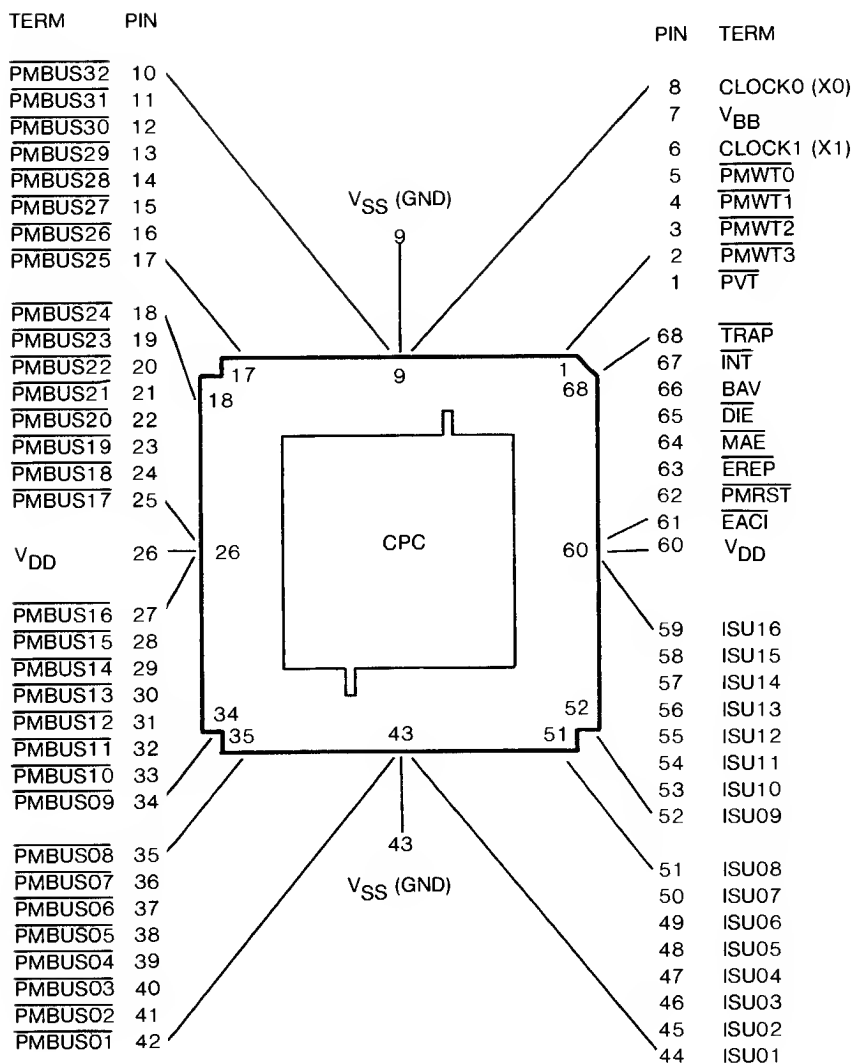 TERM PIN
PMBUS32 10
PMBUS31 11
PMBUS30 12
PMBUS29 13
PMBUS28 14
PMBUS27 15
PMBUS26 16
PMBUS25 17
PMBUS24 18
PMBUS23 19
PMBUS22 20
PMBUS21 21
PMBUS20 22
PMBUS19 23
PMBUS18 24
PMBUS17 25
VDD 26
PMBUS16 27
PMBUS15 28
PMBUS14 29
PMBUS13 30
PMBUS12 31
PMBUS11 32
PMBUS10 33
PMBUS09 34
PMBUS08 35
PMBUS07 36
PMBUS06 37
PMBUS05 38
PMBUS04 39
PMBUS03 40
PMBUS02 41
PMBUS01 42
VSS (GND)
9
17 9 1
18 68
26 CPC 60
34 52
35 43 51
43
VSS (GND)
PIN TERM
8 CLOCK0 (X0)
7 VBB
6 CLOCK1 (X1)
5 PMWT0
4 PMWT1
3 PMWT2
2 PMWT3
1 PVT
68 TRAP
67 INT
66 BAV
65 DIE
64 MAE
63 EREP
62 PMRST
61 EACI
60 VDD
59 ISU16
58 ISU15
57 ISU14
56 ISU13
55 ISU12
54 ISU11
53 ISU10
52 ISU09
51 ISU08
50 ISU07
49 ISU06
48 ISU05
47 ISU04
46 ISU03
45 ISU02
44 ISU01